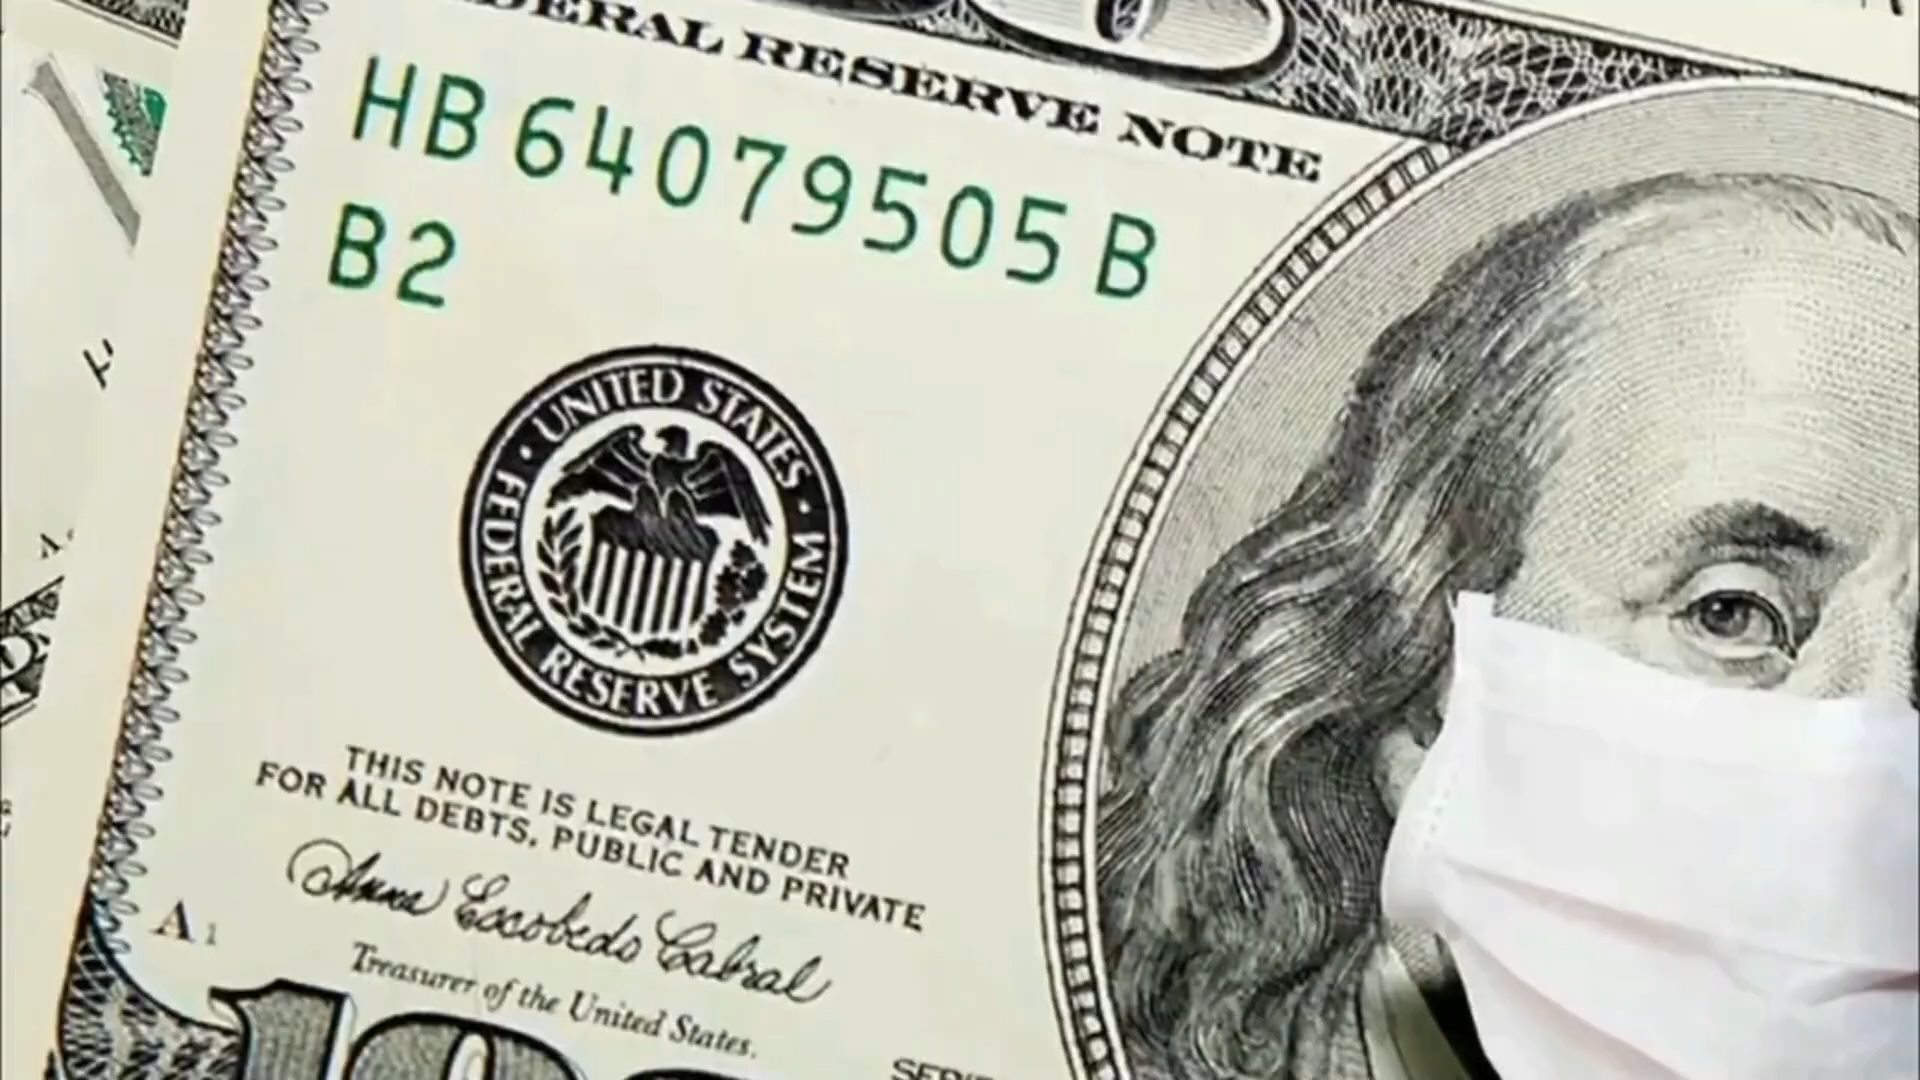 FEDERAL RESERVE NOTE
HB 64079505 B
B2
UNITED STATES
FEDERAL RESERVE SYSTEM
THIS NOTE IS LEGAL TENDER
FOR ALL DEBTS, PUBLIC AND PRIVATE
Anna Escobedo Cabral
A1
Treasurer of the United States.